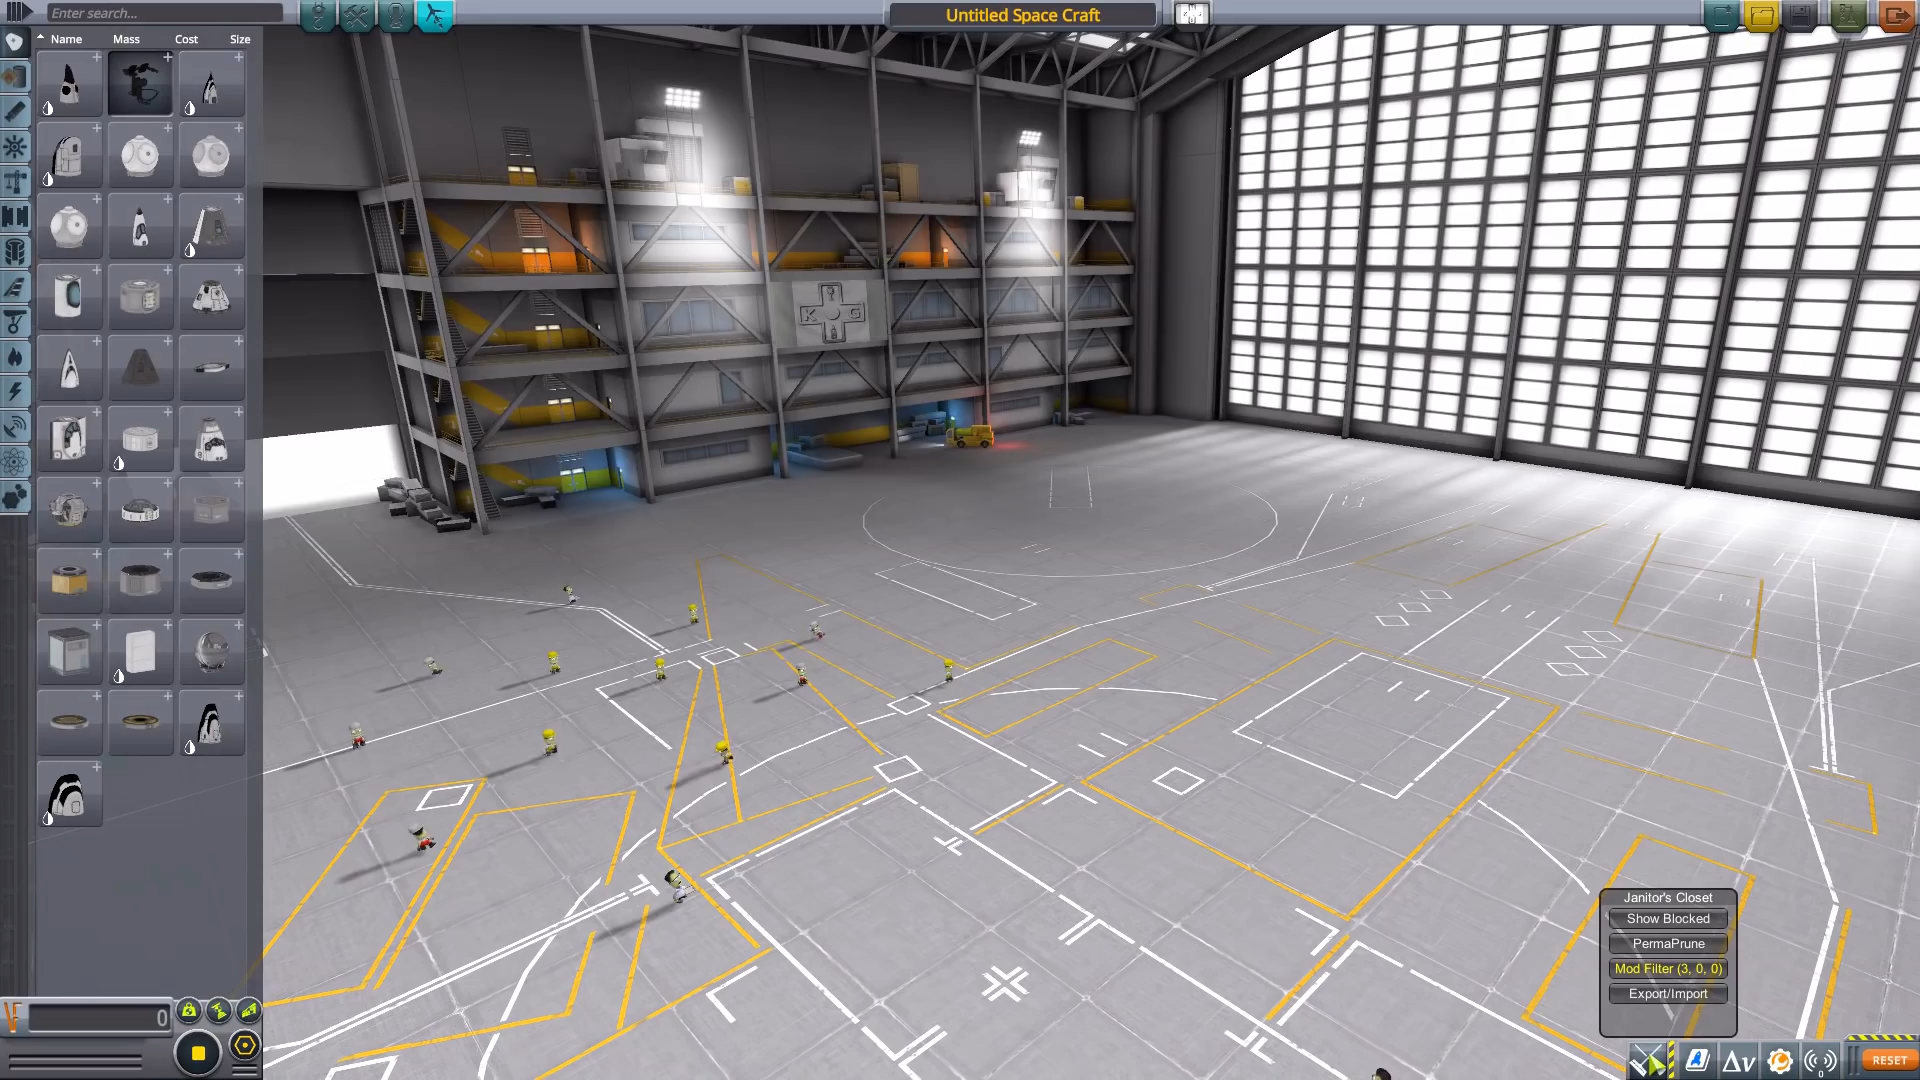 Enter search...
Untitled Space Craft
Name Mass Cost Size
K G
Janitor's Closet
Show Blocked
PermaPrune
Mod Filter (3, 0, 0)
Export/Import
0
Δv
0
RESET